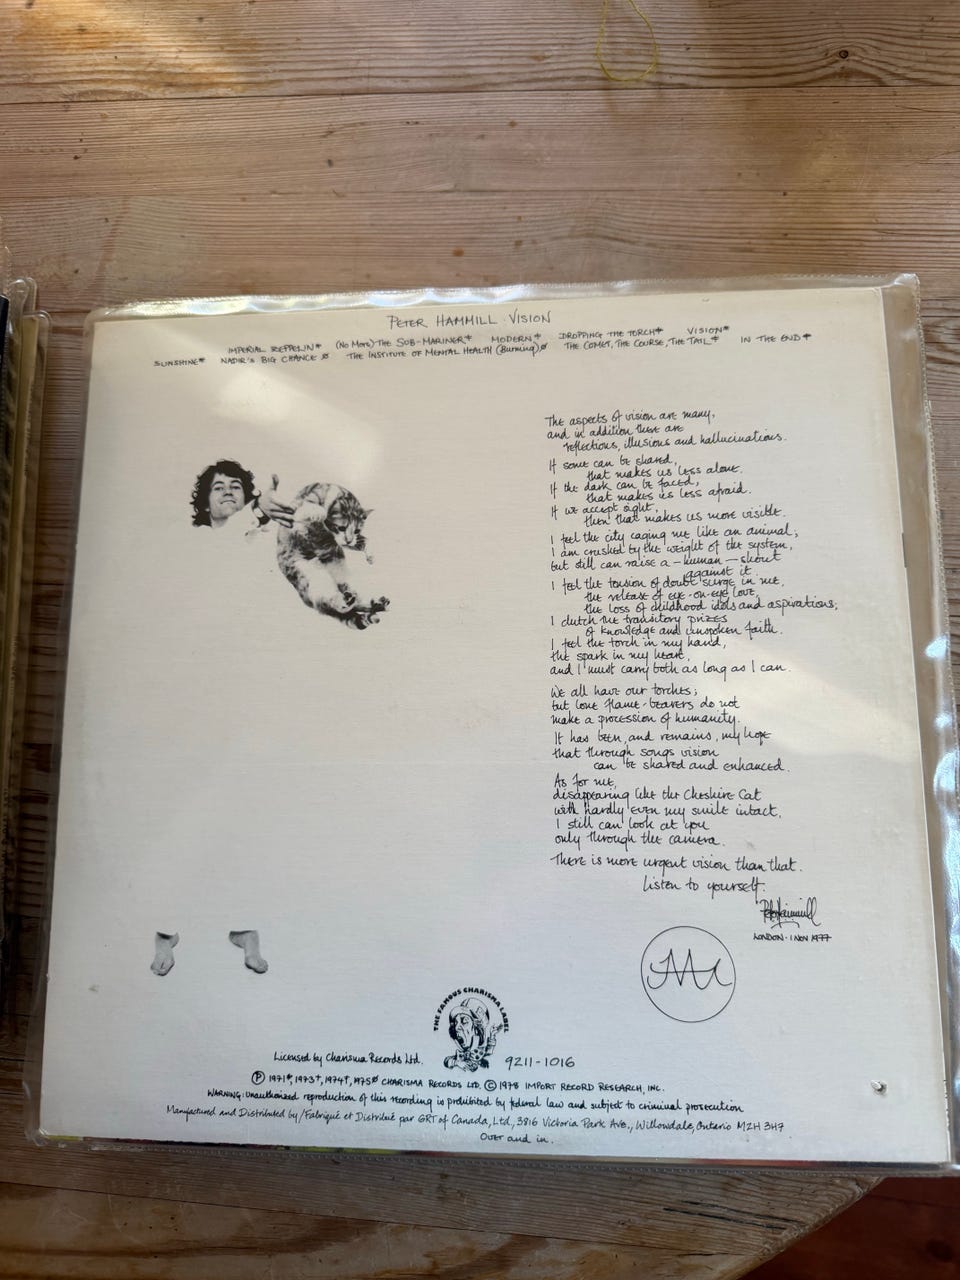 PETER HAMMILL VISION
IMPERIAL ZEPPELIN* (NO MORE) THE SUB-MARINER‡ MODERN‡ DROPPING THE TORCH* VISION*
SUNSHINE* NADIR'S BIG CHANCE Ø THE INSTITUTE OF MENTAL HEALTH (Burning) Ø THE COMET, THE COURSE, THE TAIL‡ IN THE END†
The aspects of vision are many,
and in addition there are
reflections, illusions and hallucinations.
If some can be shared,
that makes us less alone.
If the dark can be faced,
that makes us less afraid.
If we accept sight,
then that makes us more visible.
I feel the city caging me like an animal;
I am crushed by the weight of the system,
but still can raise a - human - shout
against it.
I feel the tension of doubt surge in me,
the release of eye-on-eye love,
the loss of childhood idols and aspirations;
I clutch the transitory prizes
of knowledge and unspoken faith.
I feel the torch in my hand,
the spark in my heart,
and I must carry both as long as I can.
We all have our torches;
but lone flame-bearers do not
make a procession of humanity.
It has been, and remains, my hope
that through songs vision
can be shared and enhanced.
As for me,
disappearing like the Cheshire Cat
with hardly even my smile intact,
I still can look at you
only through the camera.
There is more urgent vision than that.
Listen to yourself.
Peter Hammill
LONDON · 1 NOV 1977
THE FAMOUS CHARISMA LABEL
Licensed by Charisma Records Ltd. 9211-1016
Ⓟ 1971*, 1973†, 1974‡, 1975Ø CHARISMA RECORDS LTD. © 1978 IMPORT RECORD RESEARCH, INC.
WARNING: Unauthorized reproduction of this recording is prohibited by federal law and subject to criminal prosecution
Manufactured and Distributed by/Fabriqué et Distribué par GRT of Canada, Ltd, 3816 Victoria Park Ave., Willowdale, Ontario M2H 3H7
Over and in.